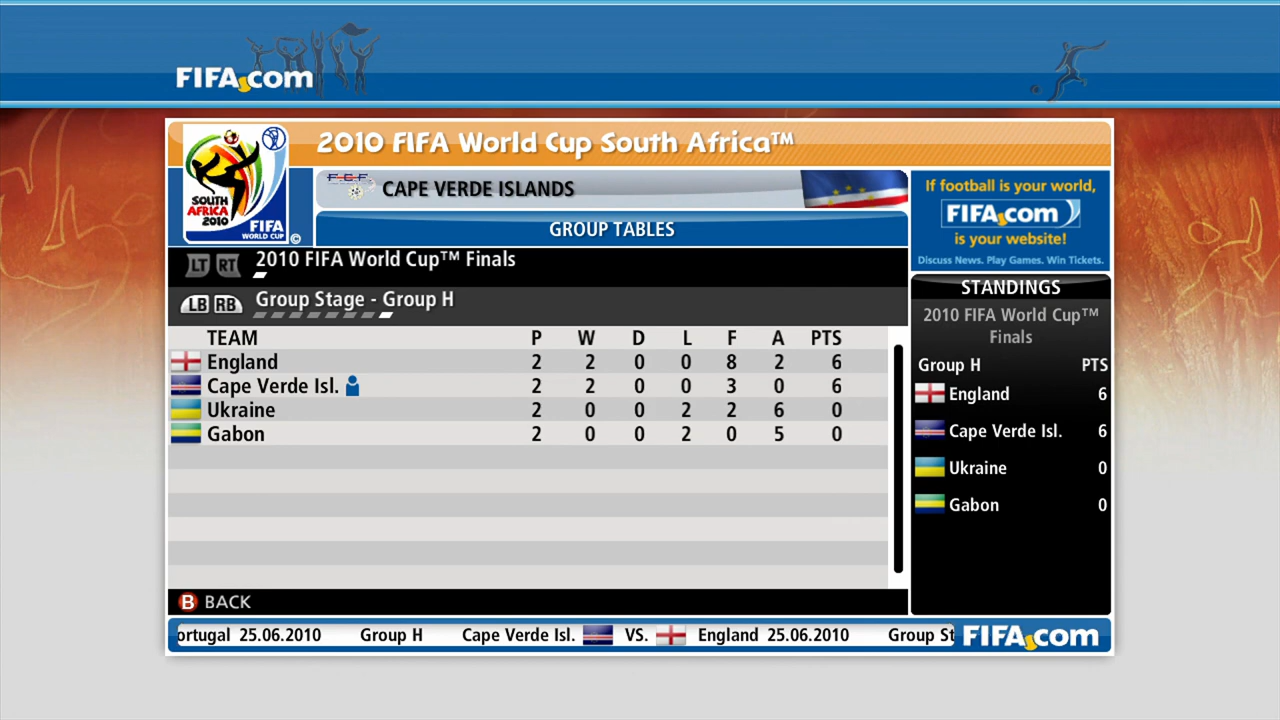 FIFA.com
2010 FIFA World Cup South Africa™
SOUTH
AFRICA
2010
FIFA
WORLD CUP
©
FCF
CAPE VERDE ISLANDS
GROUP TABLES
If football is your world,
FIFA.com
is your website!
Discuss News. Play Games. Win Tickets.
LT RT 2010 FIFA World Cup™ Finals
LB RB Group Stage - Group H
TEAM P W D L F A PTS
England 2 2 0 0 8 2 6
Cape Verde Isl. 2 2 0 0 3 0 6
Ukraine 2 0 0 2 2 6 0
Gabon 2 0 0 2 0 5 0
STANDINGS
2010 FIFA World Cup™
Finals
Group H PTS
England 6
Cape Verde Isl. 6
Ukraine 0
Gabon 0
B BACK
ortugal 25.06.2010 Group H Cape Verde Isl. VS. England 25.06.2010 Group St
FIFA.com